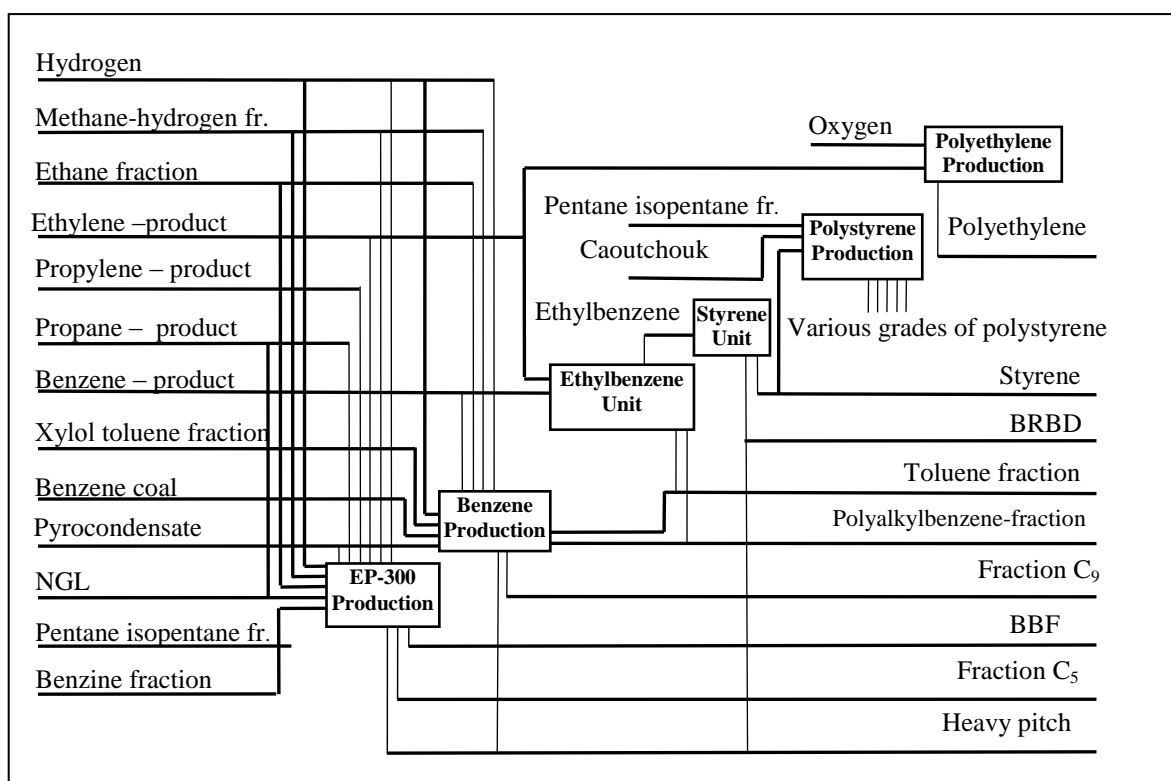 Hydrogen
Methane-hydrogen fr.
Ethane fraction
Ethylene –product
Propylene – product
Propane –  product
Benzene – product
Xylol toluene fraction
Benzene coal
Pyrocondensate
NGL
Pentane isopentane fr.
Benzine fraction
Oxygen
Polyethylene
Production
Pentane isopentane fr.
Caoutchouk
Polystyrene
Production
Polyethylene
Ethylbenzene
Styrene
Unit
Various grades of polystyrene
Ethylbenzene
Unit
Styrene
BRBD
Toluene fraction
Benzene
Production
Polyalkylbenzene-fraction
EP-300
Production
Fraction C₉
BBF
Fraction C₅
Heavy pitch